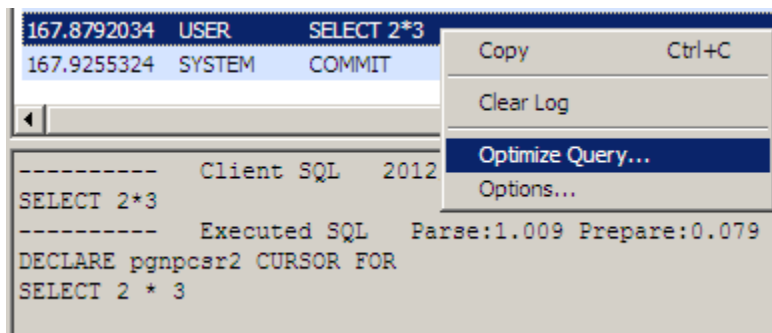 167.8792034 USER SELECT 2*3
167.9255324 SYSTEM COMMIT
Copy Ctrl+C
Clear Log
Optimize Query...
Options...
---------- Client SQL 2012
SELECT 2*3
---------- Executed SQL Parse:1.009 Prepare:0.079
DECLARE pgnpcsr2 CURSOR FOR
SELECT 2 * 3